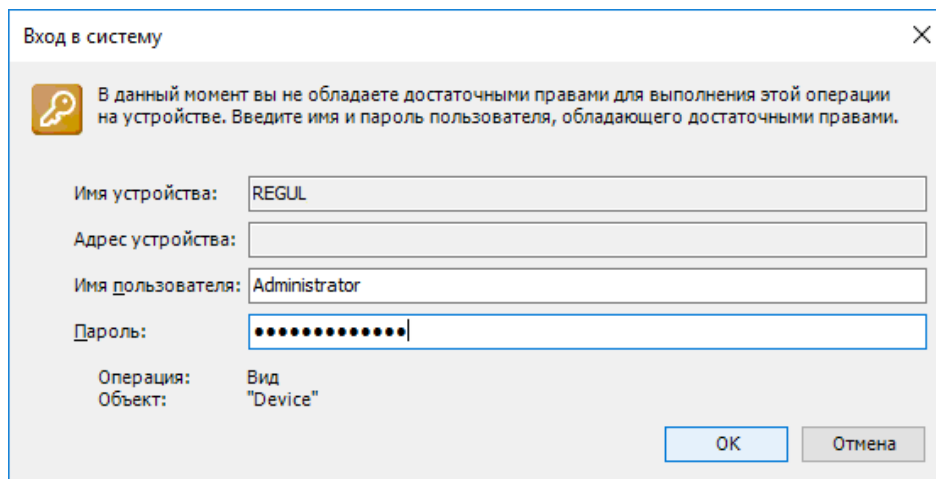 Вход в систему
В данный момент вы не обладаете достаточными правами для выполнения этой операции
на устройстве. Введите имя и пароль пользователя, обладающего достаточными правами.
Имя устройства: REGUL
Адрес устройства:
Имя пользователя: Administrator
Пароль: •••••••••••••
Операция: Вид
Объект: "Device"
OK Отмена